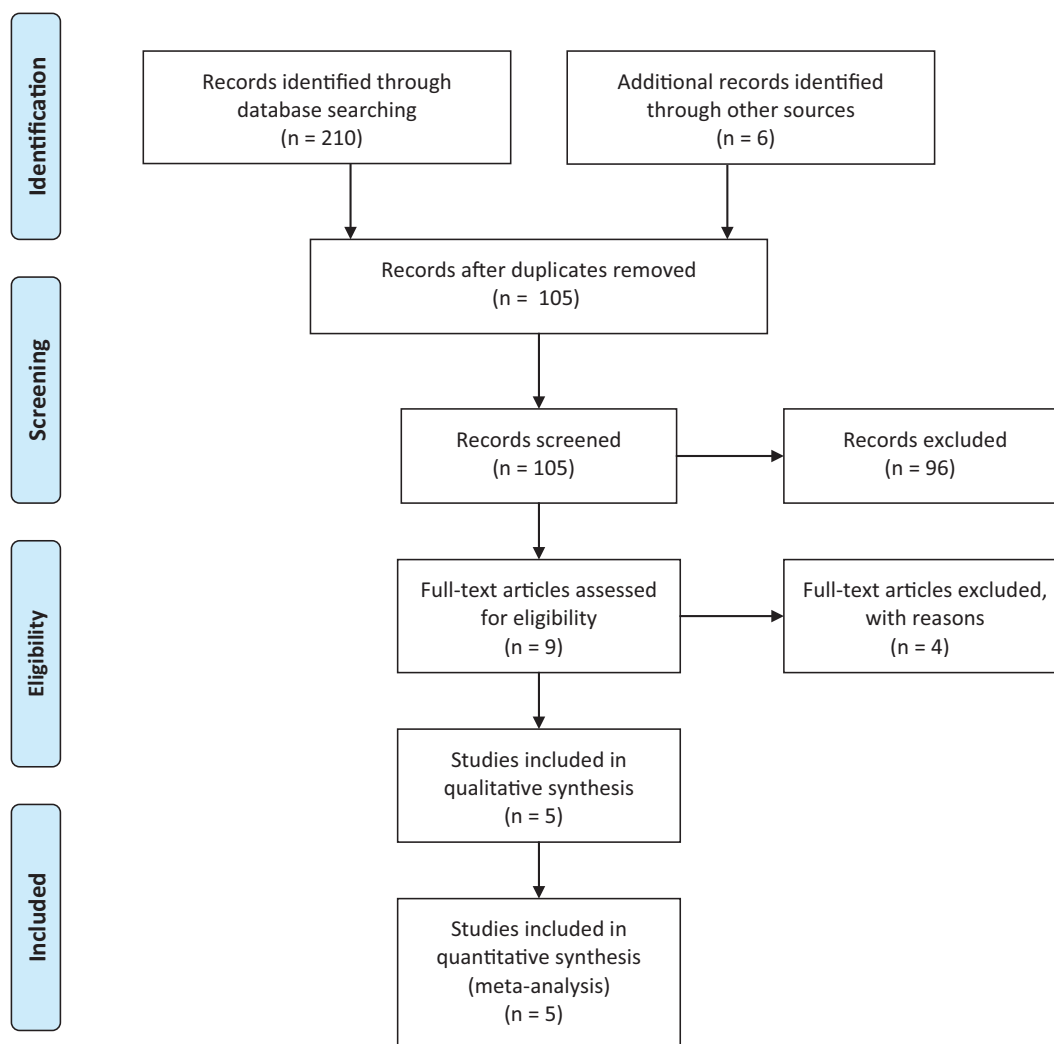 Identification
Records identified through
database searching
(n = 210)
Additional records identified
through other sources
(n = 6)
Records after duplicates removed
(n = 105)
Screening
Records screened
(n = 105)
Records excluded
(n = 96)
Eligibility
Full-text articles assessed
for eligibility
(n = 9)
Full-text articles excluded,
with reasons
(n = 4)
Studies included in
qualitative synthesis
(n = 5)
Included
Studies included in
quantitative synthesis
(meta-analysis)
(n = 5)